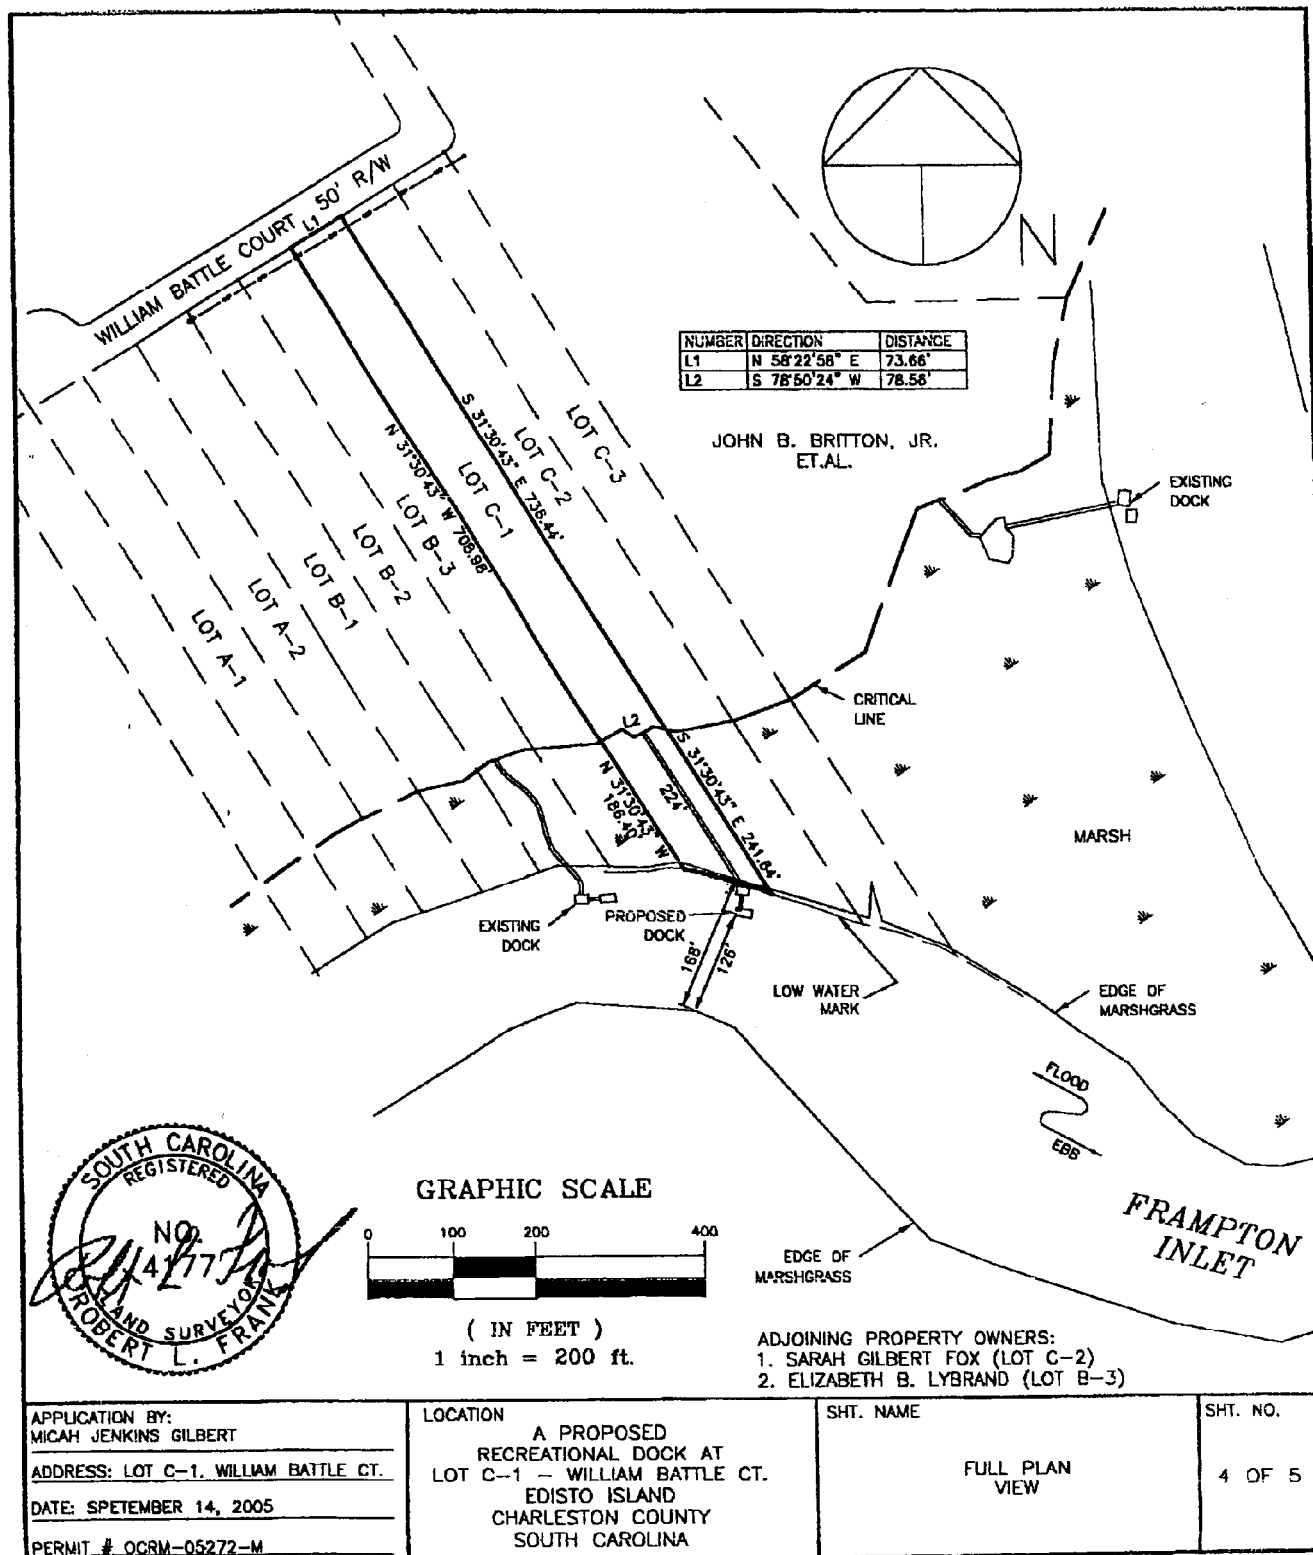 WILLIAM BATTLE COURT 50' R/W
L1
N
NUMBER DIRECTION DISTANCE
L1 N 58°22'58" E 73.66'
L2 S 78°50'24" W 78.56'
JOHN B. BRITTON, JR.
ET.AL.
EXISTING
DOCK
LOT C-3
LOT C-2
S 31°30'43" E 736.44'
LOT C-1
N 31°30'43" W 708.98'
LOT B-3
LOT B-2
LOT B-1
LOT A-2
LOT A-1
CRITICAL
LINE
L2
S 31°30'43" E 241.84'
224'
N 31°30'43" W
186.40'
MARSH
EXISTING
DOCK
PROPOSED
DOCK
168'
126'
LOW WATER
MARK
EDGE OF
MARSHGRASS
FLOOD
EBB
FRAMPTON
INLET
EDGE OF
MARSHGRASS
SOUTH CAROLINA
REGISTERED
NO.
4177
LAND SURVEYOR
ROBERT L. FRANK
GRAPHIC SCALE
0 100 200 400
( IN FEET )
1 inch = 200 ft.
ADJOINING PROPERTY OWNERS:
1. SARAH GILBERT FOX (LOT C-2)
2. ELIZABETH B. LYBRAND (LOT B-3)
APPLICATION BY:
MICAH JENKINS GILBERT
ADDRESS: LOT C-1, WILLIAM BATTLE CT.
DATE: SPETEMBER 14, 2005
PERMIT # OCRM-05272-M
LOCATION
A PROPOSED
RECREATIONAL DOCK AT
LOT C-1 - WILLIAM BATTLE CT.
EDISTO ISLAND
CHARLESTON COUNTY
SOUTH CAROLINA
SHT. NAME
FULL PLAN
VIEW
SHT. NO.
4 OF 5